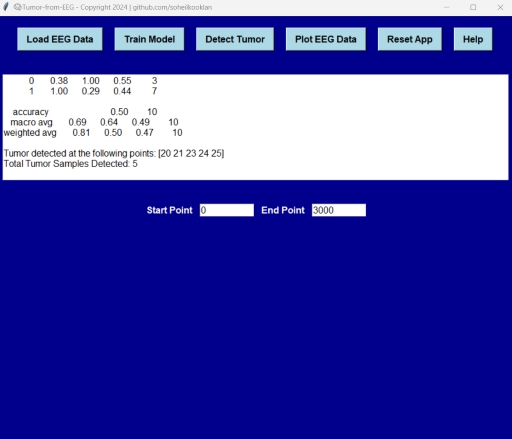 Tumor-from-EEG - Copyright 2024 | github.com/soheilkooklan
Load EEG Data Train Model Detect Tumor Plot EEG Data Reset App Help
0 0.38 1.00 0.55 3
1 1.00 0.29 0.44 7
accuracy 0.50 10
macro avg 0.69 0.64 0.49 10
weighted avg 0.81 0.50 0.47 10
Tumor detected at the following points: [20 21 23 24 25]
Total Tumor Samples Detected: 5
Start Point 0 End Point 3000